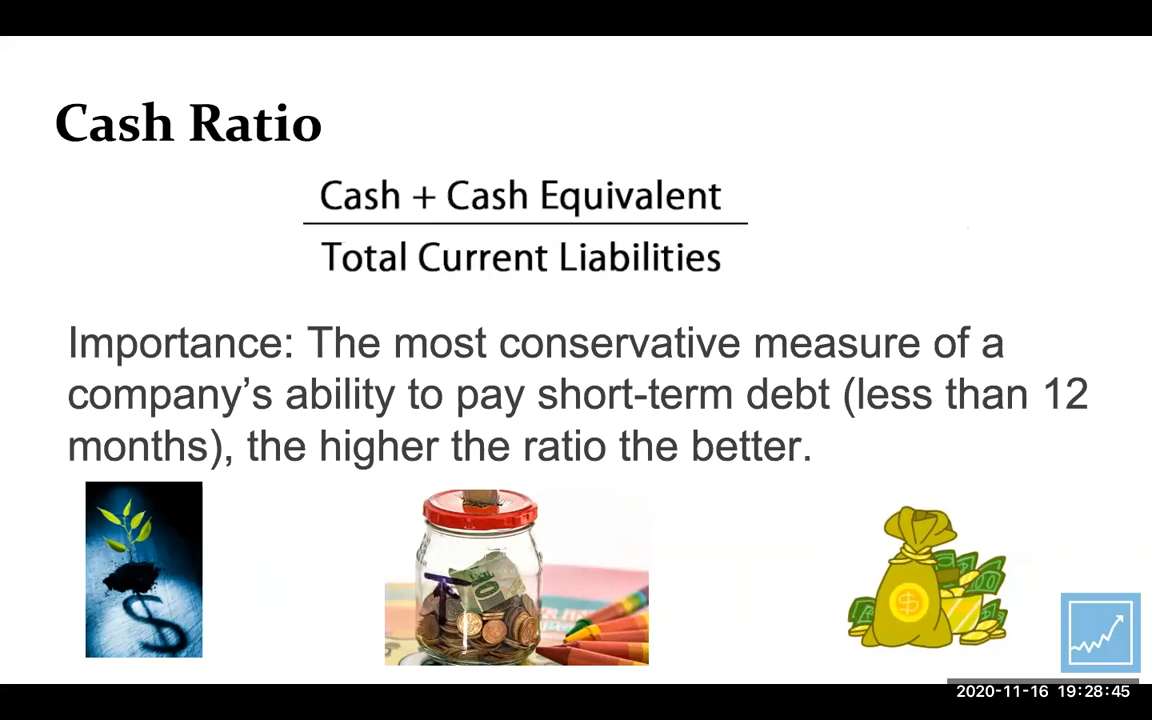 Cash Ratio
Cash + Cash Equivalent
Total Current Liabilities
Importance: The most conservative measure of a
company’s ability to pay short-term debt (less than 12
months), the higher the ratio the better.
2020-11-16 19:28:45